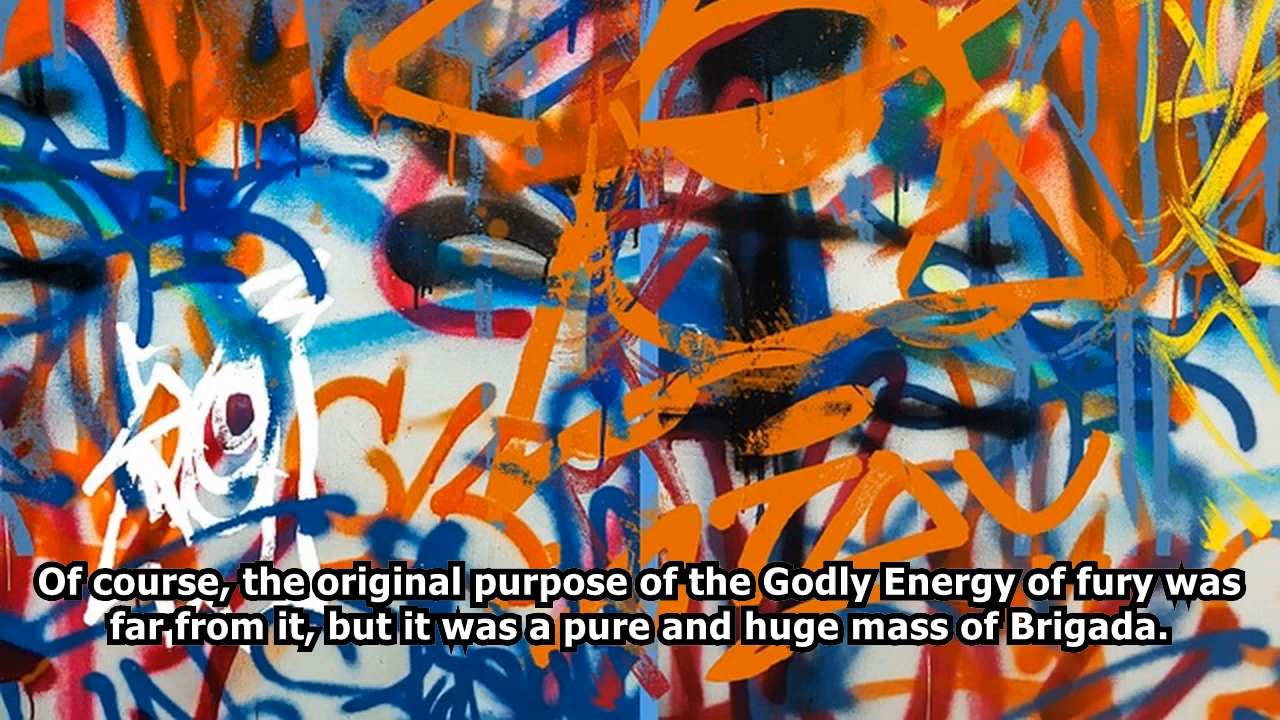 Of course, the original purpose of the Godly Energy of fury was
far from it, but it was a pure and huge mass of Brigada.